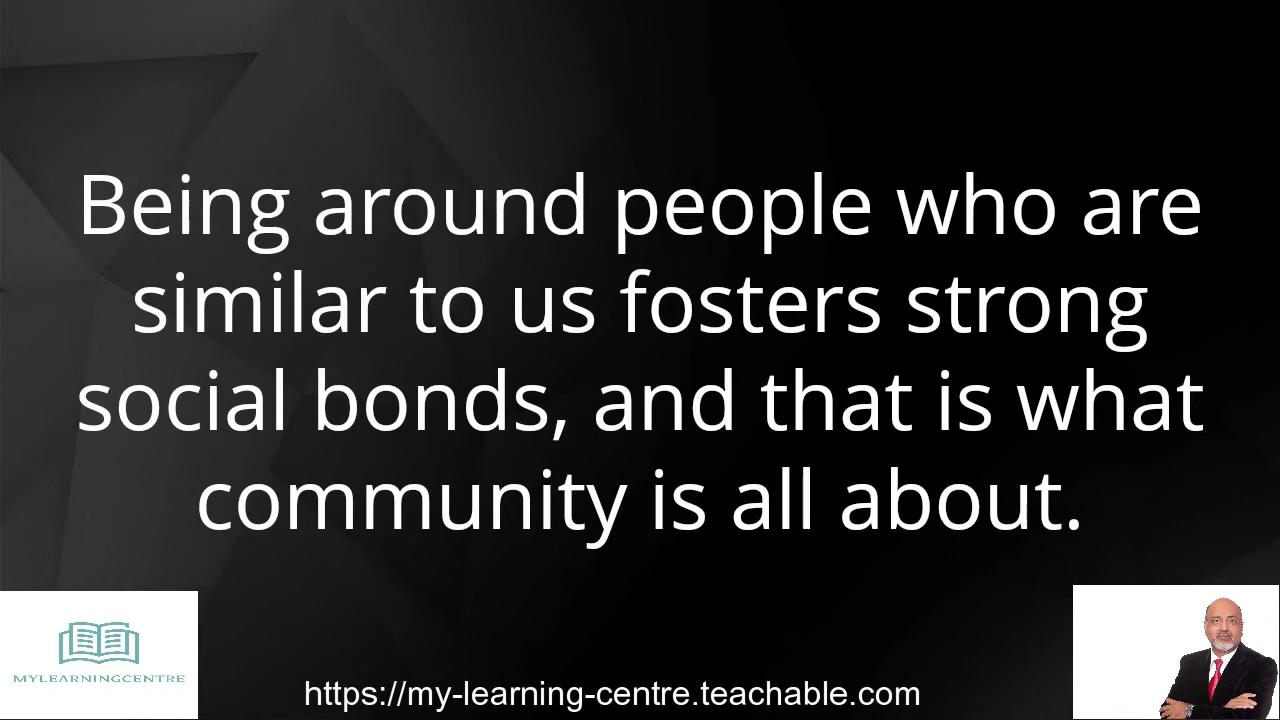 Being around people who are
similar to us fosters strong
social bonds, and that is what
community is all about.
MYLEARNINGCENTRE
https://my-learning-centre.teachable.com